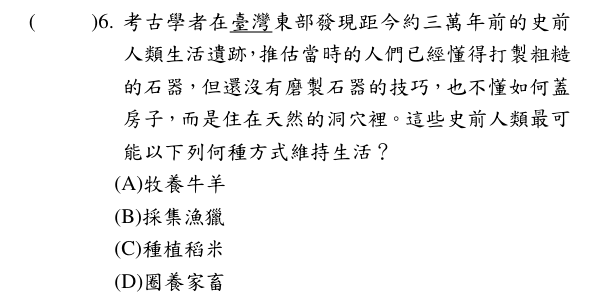 (　　)6. 考古學者在臺灣東部發現距今約三萬年前的史前
人類生活遺跡，推估當時的人們已經懂得打製粗糙
的石器，但還沒有磨製石器的技巧，也不懂如何蓋
房子，而是住在天然的洞穴裡。這些史前人類最可
能以下列何種方式維持生活？
(A)牧養牛羊
(B)採集漁獵
(C)種植稻米
(D)圈養家畜